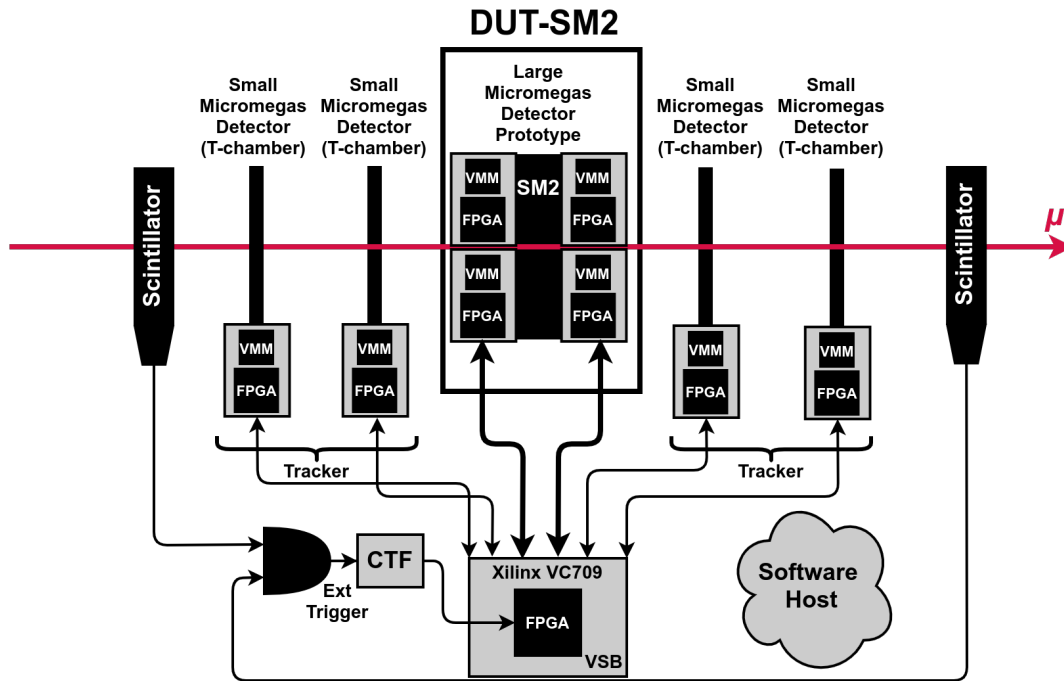 DUT-SM2
Small
Micromegas
Detector
(T-chamber)
Small
Micromegas
Detector
(T-chamber)
Large
Micromegas
Detector
Prototype
Small
Micromegas
Detector
(T-chamber)
Small
Micromegas
Detector
(T-chamber)
VMM
FPGA
SM2
VMM
FPGA
VMM
FPGA
VMM
FPGA
μ
Scintillator
Scintillator
VMM
FPGA
VMM
FPGA
VMM
FPGA
VMM
FPGA
Tracker
Tracker
CTF
Ext
Trigger
Xilinx VC709
FPGA
VSB
Software
Host